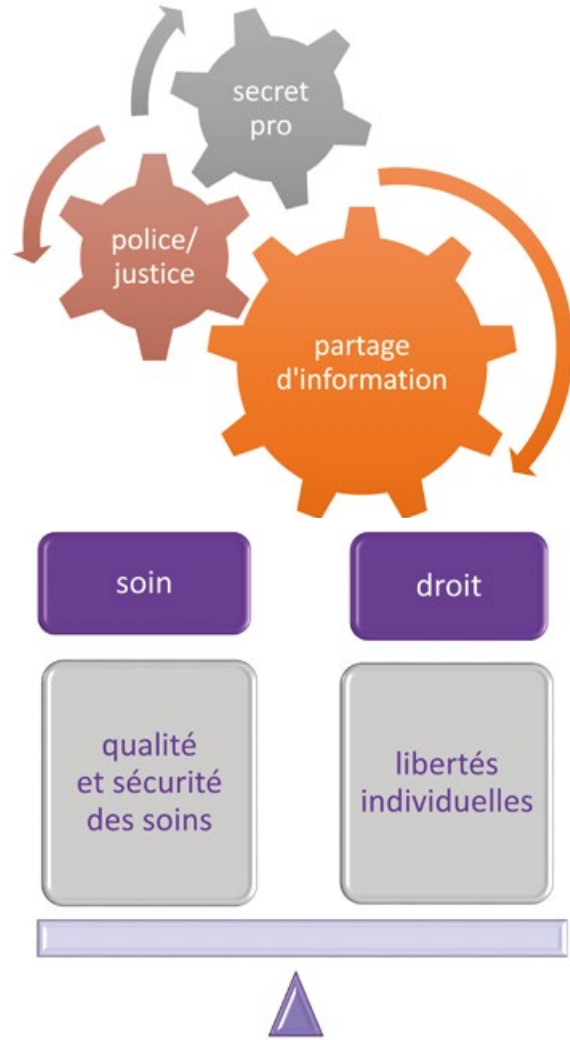 secret
pro
police/
justice
partage
d'information
soin
droit
qualité
et sécurité
des soins
libertés
individuelles